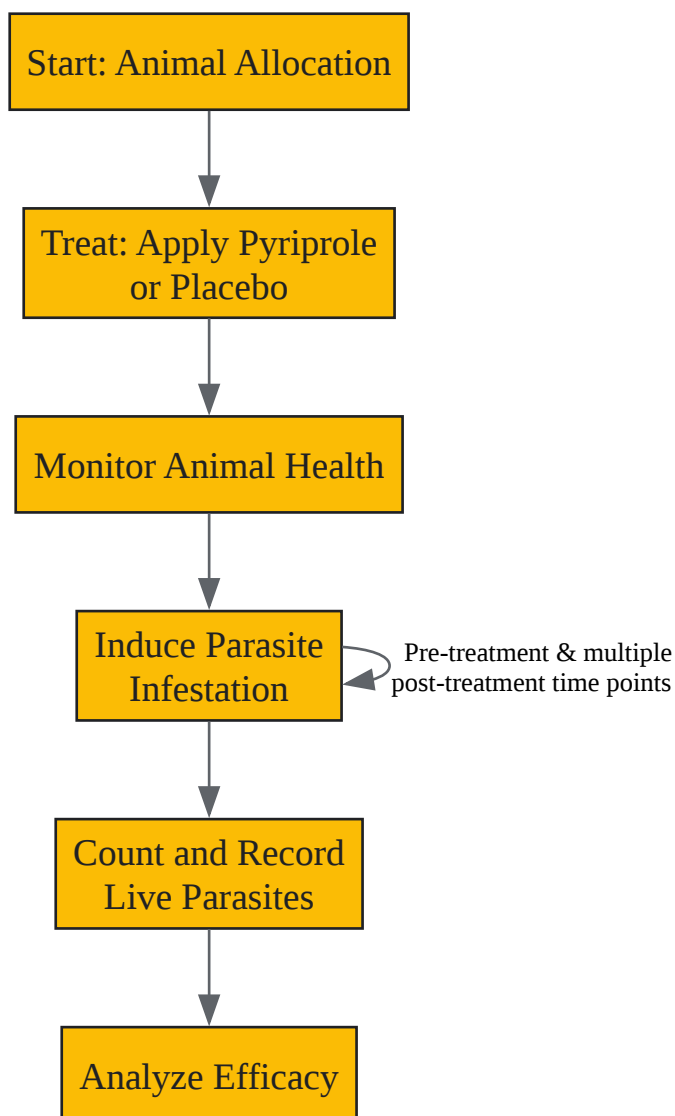 Start: Animal Allocation
Treat: Apply Pyriprole
or Placebo
Monitor Animal Health
Induce Parasite
Infestation
Pre-treatment & multiple
post-treatment time points
Count and Record
Live Parasites
Analyze Efficacy